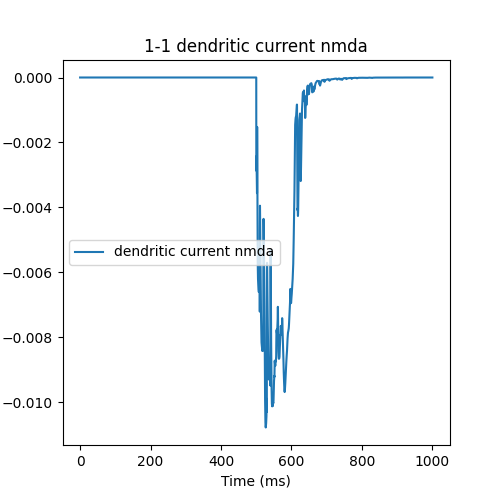 1-1 dendritic current nmda
0.000
−0.002
−0.004
−0.006
−0.008
−0.010
dendritic current nmda
0 200 400 600 800 1000
Time (ms)